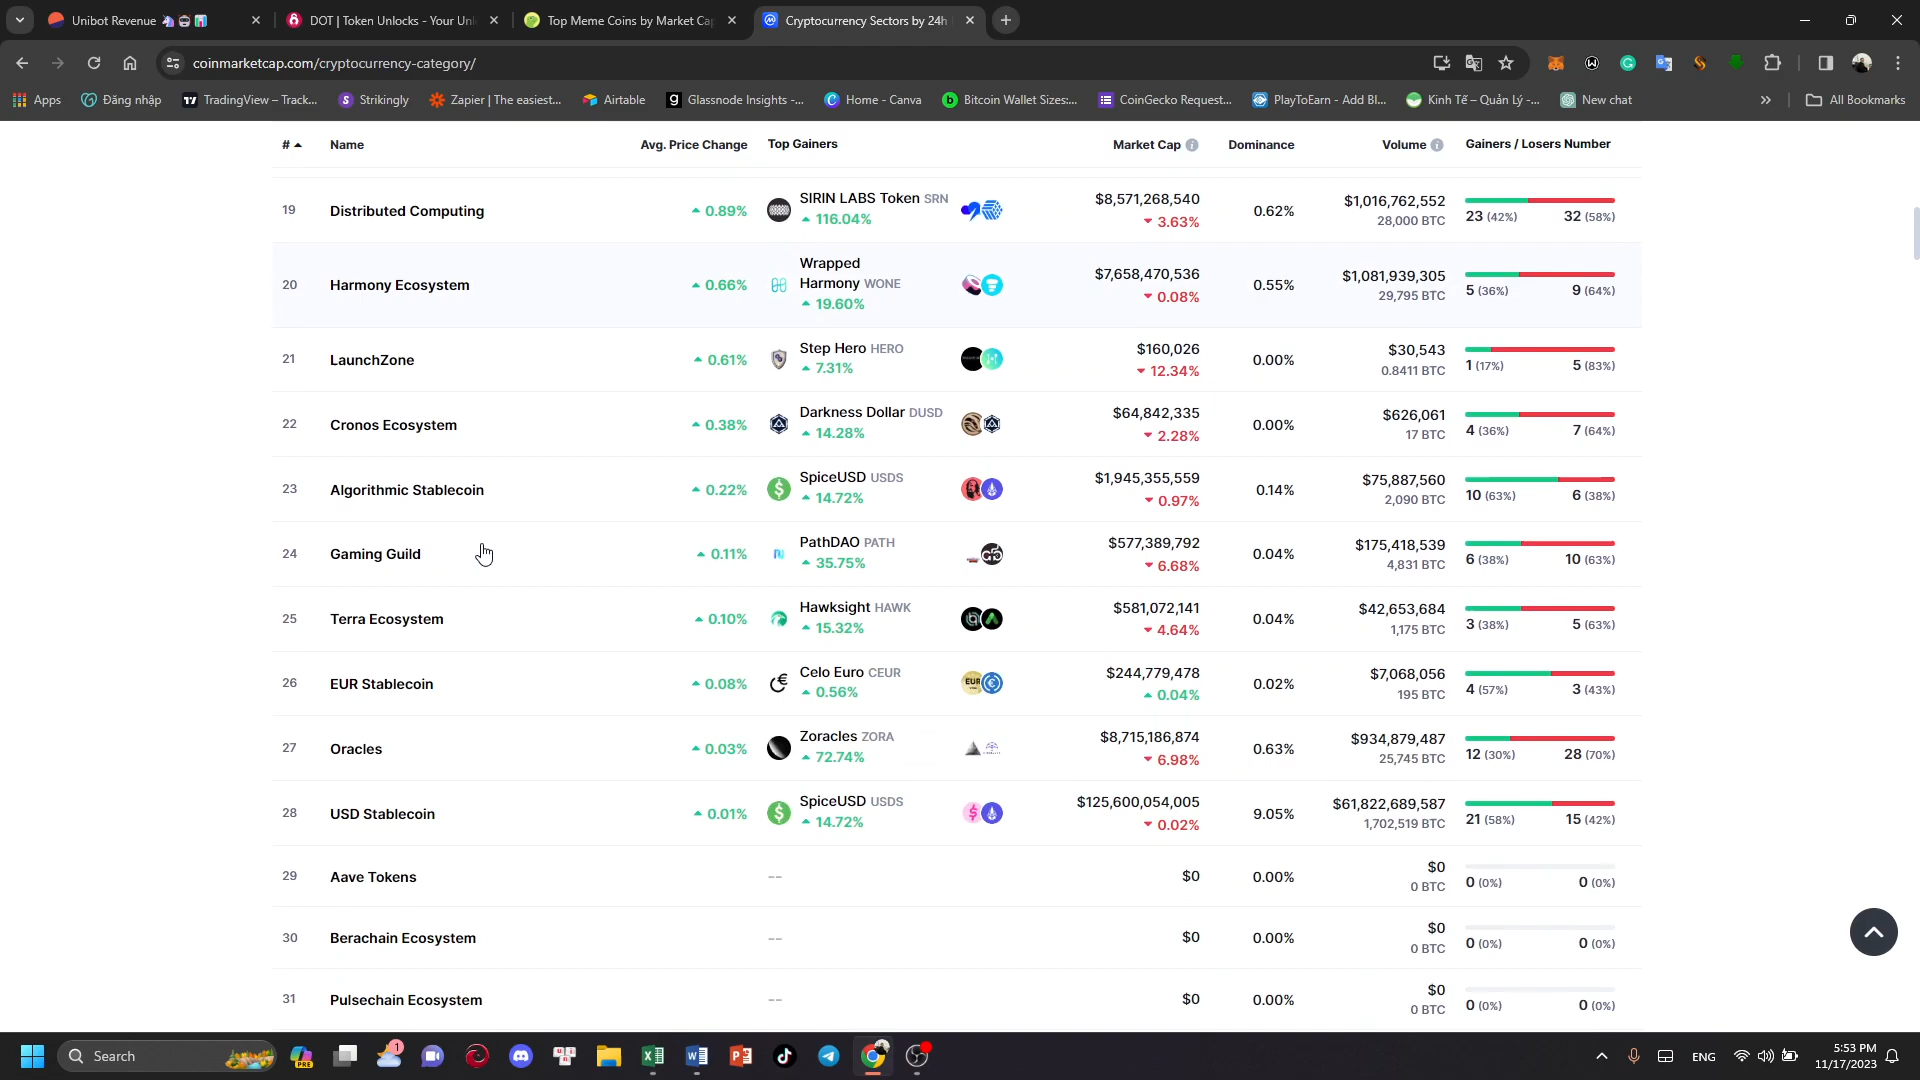 Unibot Revenue
DOT | Token Unlocks - Your Un
Top Meme Coins by Market Cap
Cryptocurrency Sectors by 24h
coinmarketcap.com/cryptocurrency-category/
Apps
Đăng nhập
TradingView – Track...
Strikingly
Zapier | The easiest...
Airtable
Glassnode Insights -...
Home - Canva
Bitcoin Wallet Sizes:...
CoinGecko Request...
PlayToEarn - Add Bl...
Kinh Tế – Quản Lý -...
New chat
»
All Bookmarks
# Name Avg. Price Change Top Gainers Market Cap Dominance Volume Gainers / Losers Number
19 Distributed Computing 0.89% SIRIN LABS Token SRN $8,571,268,540 0.62% $1,016,762,552
116.04% 3.63% 28,000 BTC 23 (42%) 32 (58%)
Wrapped
20 Harmony Ecosystem 0.66% Harmony WONE $7,658,470,536 0.55% $1,081,939,305
19.60% 0.08% 29,795 BTC 5 (36%) 9 (64%)
21 LaunchZone 0.61% Step Hero HERO $160,026 0.00% $30,543
7.31% 12.34% 0.8411 BTC 1 (17%) 5 (83%)
22 Cronos Ecosystem 0.38% Darkness Dollar DUSD $64,842,335 0.00% $626,061
14.28% 2.28% 17 BTC 4 (36%) 7 (64%)
23 Algorithmic Stablecoin 0.22% SpiceUSD USDS $1,945,355,559 0.14% $75,887,560
14.72% 0.97% 2,090 BTC 10 (63%) 6 (38%)
24 Gaming Guild 0.11% PathDAO PATH $577,389,792 0.04% $175,418,539
35.75% 6.68% 4,831 BTC 6 (38%) 10 (63%)
25 Terra Ecosystem 0.10% Hawksight HAWK $581,072,141 0.04% $42,653,684
15.32% 4.64% 1,175 BTC 3 (38%) 5 (63%)
26 EUR Stablecoin 0.08% Celo Euro CEUR $244,779,478 0.02% $7,068,056
0.56% 0.04% 195 BTC 4 (57%) 3 (43%)
27 Oracles 0.03% Zoracles ZORA $8,715,186,874 0.63% $934,879,487
72.74% 6.98% 25,745 BTC 12 (30%) 28 (70%)
28 USD Stablecoin 0.01% SpiceUSD USDS $125,600,054,005 9.05% $61,822,689,587
14.72% 0.02% 1,702,519 BTC 21 (58%) 15 (42%)
29 Aave Tokens -- $0 0.00% $0
0 BTC 0 (0%) 0 (0%)
30 Berachain Ecosystem -- $0 0.00% $0
0 BTC 0 (0%) 0 (0%)
31 Pulsechain Ecosystem -- $0 0.00% $0
0 BTC 0 (0%) 0 (0%)
Search
PRE
1
ENG
5:53 PM
11/17/2023